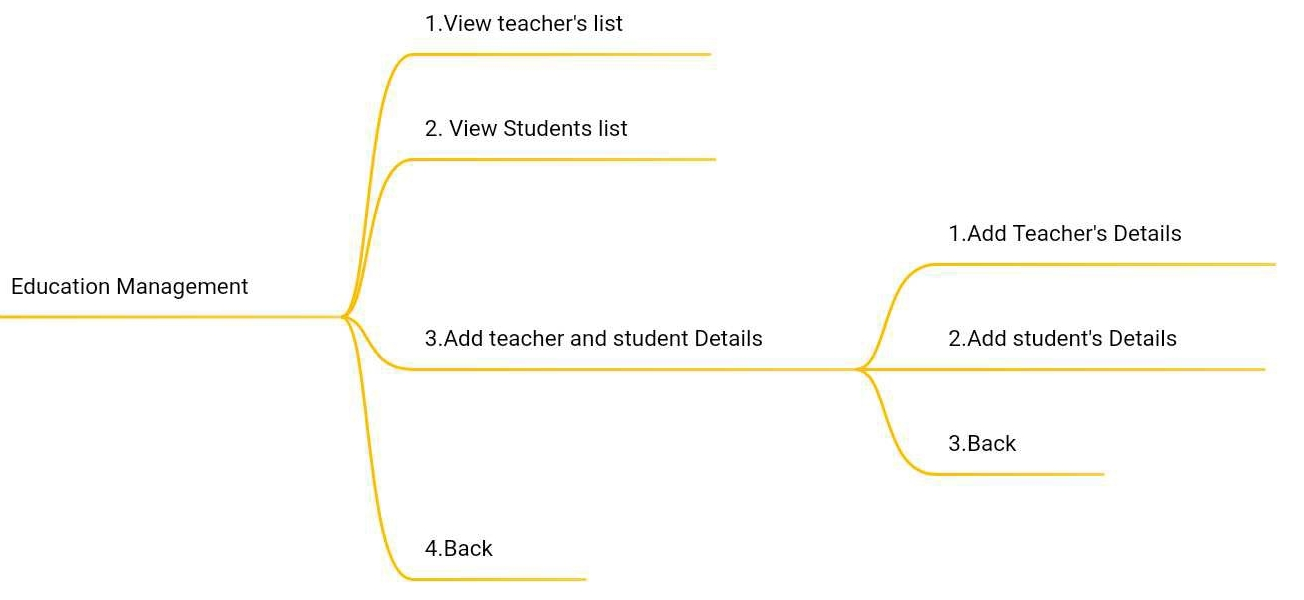 1.View teacher's list
2. View Students list
1.Add Teacher's Details
Education Management
3.Add teacher and student Details
2.Add student's Details
3.Back
4.Back